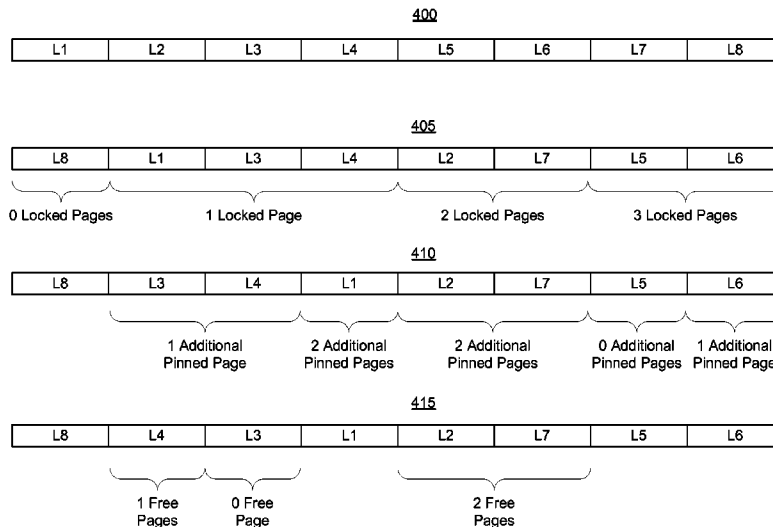 400
L1 L2 L3 L4 L5 L6 L7 L8
405
L8 L1 L3 L4 L2 L7 L5 L6
0 Locked Pages 1 Locked Page 2 Locked Pages 3 Locked Pages
410
L8 L3 L4 L1 L2 L7 L5 L6
1 Additional 2 Additional 2 Additional 0 Additional 1 Additional
Pinned Page Pinned Pages Pinned Pages Pinned Pages Pinned Page
415
L8 L4 L3 L1 L2 L7 L5 L6
1 Free 0 Free 2 Free
Pages Page Pages